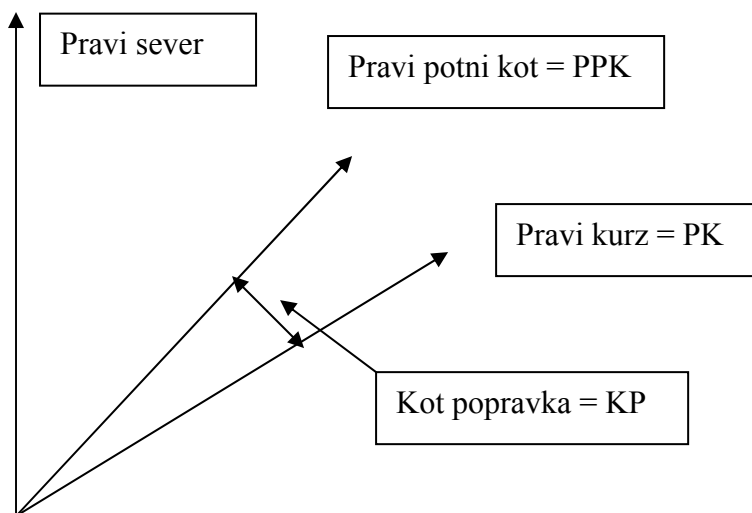 Pravi sever
Pravi potni kot = PPK
Pravi kurz = PK
Kot popravka = KP